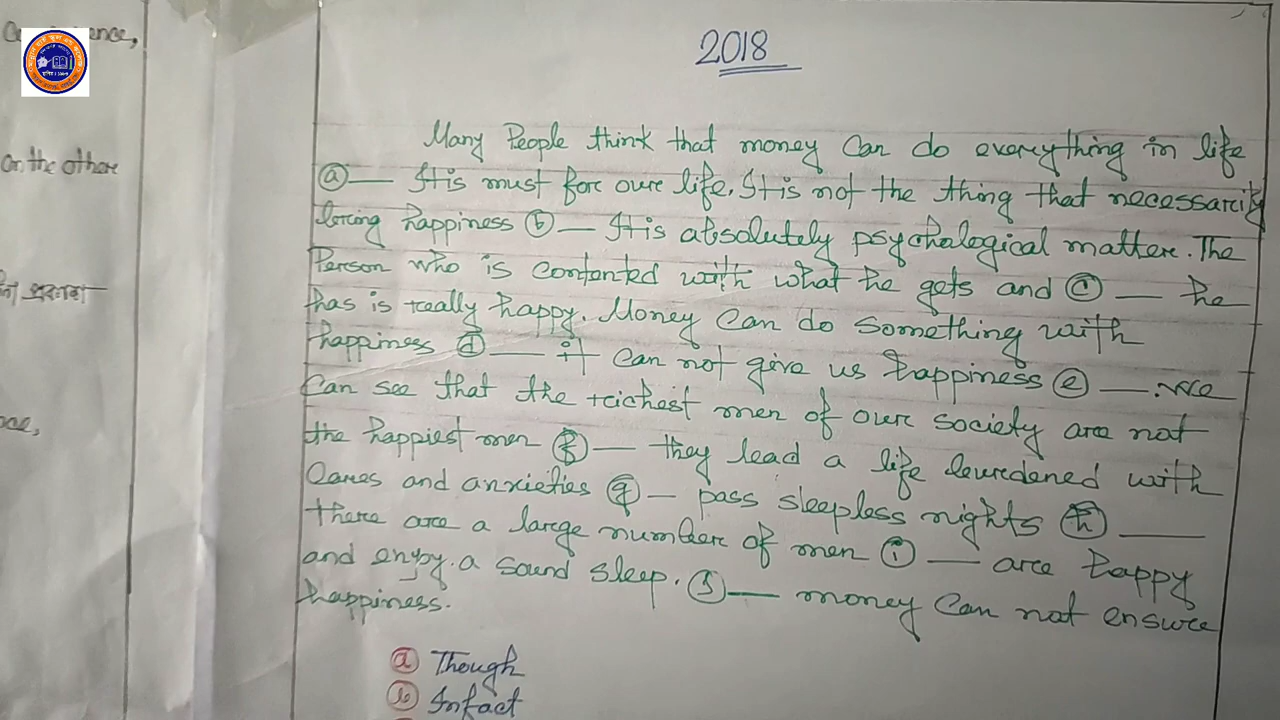 2018
Many People think that money Can do everything in life
ⓐ — It is must for our life. It is not the thing that necessarily
bring happiness ⓑ — It is absolutely psychological matter. The
Person who is contented with what he gets and ⓒ — he
has is really happy. Money Can do something with
happiness ⓓ — it can not give us happiness ⓔ —. We
Can see that the richest men of our society are not
the happiest men ⓕ — they lead a life burdened with
Cares and anxieties ⓖ — pass sleepless nights ⓗ —
there are a large number of men ⓘ — are happy
and enjoy. a sound sleep. ⓙ — money Can not ensure
happiness.
ⓐ Though
ⓑ Infact
On the other